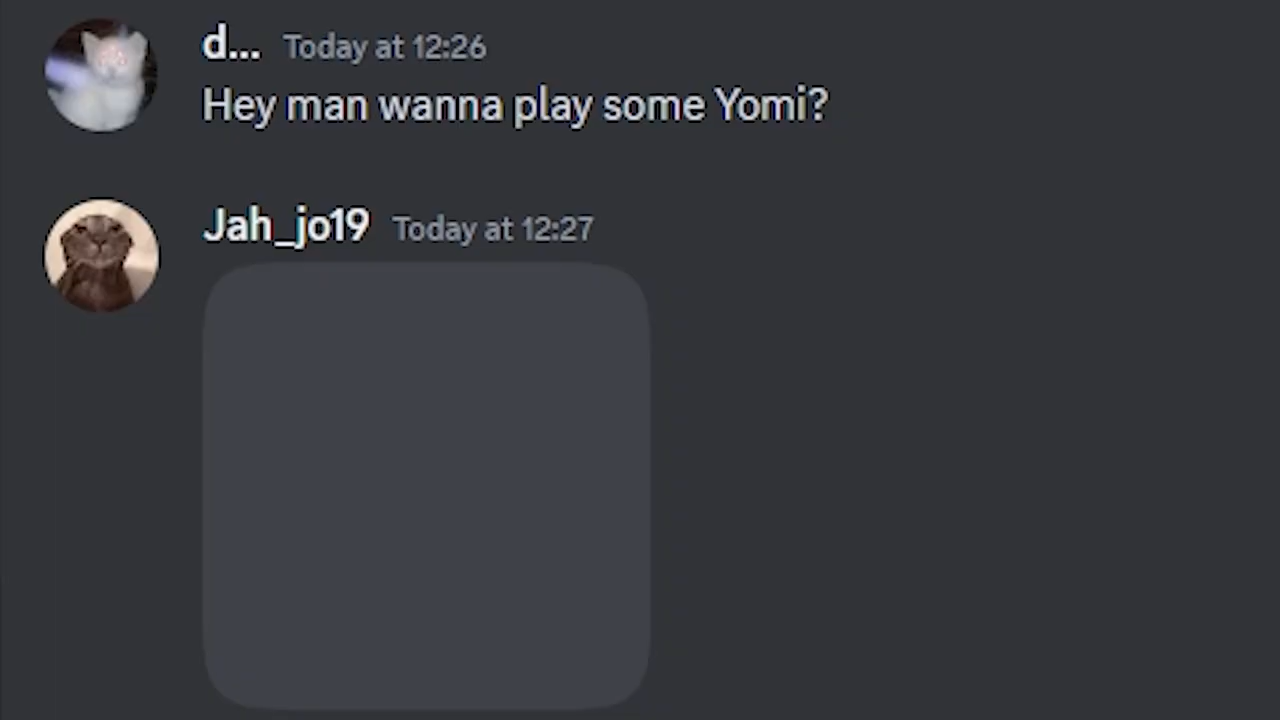 d... Today at 12:26
Hey man wanna play some Yomi?
Jah_jo19 Today at 12:27